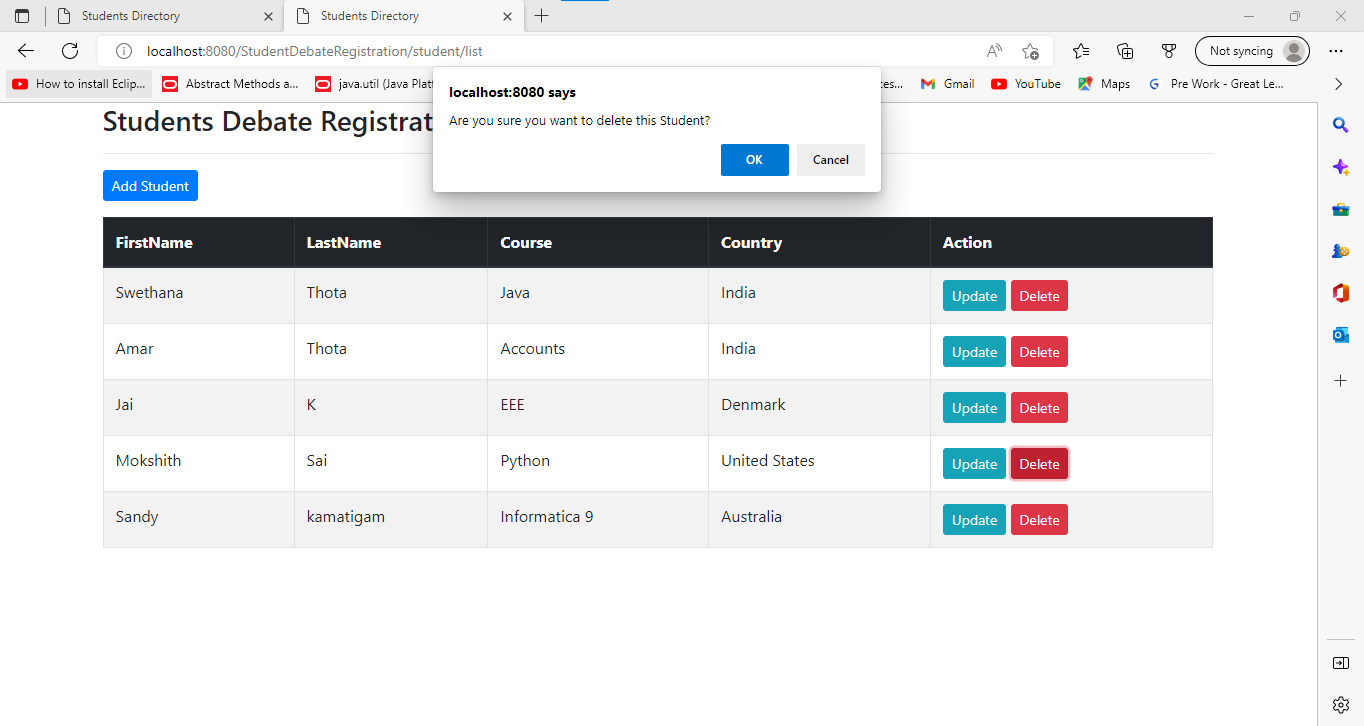 Students Directory
Students Directory
localhost:8080/StudentDebateRegistration/student/list
Not syncing
How to install Eclip...
Abstract Methods a...
java.util (Java Platf
es...
Gmail
YouTube
Maps
G Pre Work - Great Le...
localhost:8080 says
Are you sure you want to delete this Student?
OK Cancel
Students Debate Registrat
Add Student
FirstName LastName Course Country Action
Swethana Thota Java India Update Delete
Amar Thota Accounts India Update Delete
Jai K EEE Denmark Update Delete
Mokshith Sai Python United States Update Delete
Sandy kamatigam Informatica 9 Australia Update Delete